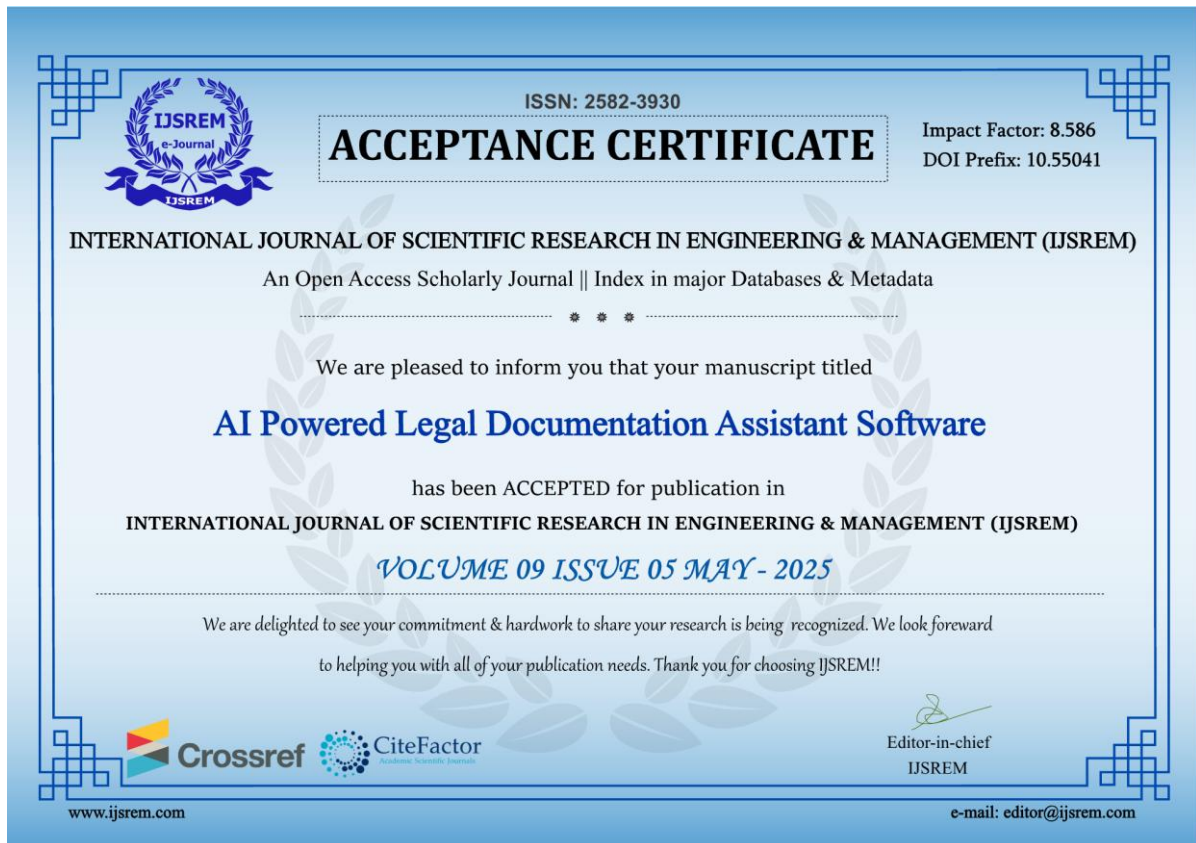 ISSN: 2582-3930
IJSREM
e-Journal
IJSREM
ACCEPTANCE CERTIFICATE
Impact Factor: 8.586
DOI Prefix: 10.55041
INTERNATIONAL JOURNAL OF SCIENTIFIC RESEARCH IN ENGINEERING & MANAGEMENT (IJSREM)
An Open Access Scholarly Journal || Index in major Databases & Metadata
We are pleased to inform you that your manuscript titled
AI Powered Legal Documentation Assistant Software
has been ACCEPTED for publication in
INTERNATIONAL JOURNAL OF SCIENTIFIC RESEARCH IN ENGINEERING & MANAGEMENT (IJSREM)
VOLUME 09 ISSUE 05 MAY - 2025
We are delighted to see your commitment & hardwork to share your research is being recognized. We look foreward
to helping you with all of your publication needs. Thank you for choosing IJSREM!!
Crossref
CiteFactor
Academic Scientific Journals
Editor-in-chief
IJSREM
www.ijsrem.com
e-mail: editor@ijsrem.com